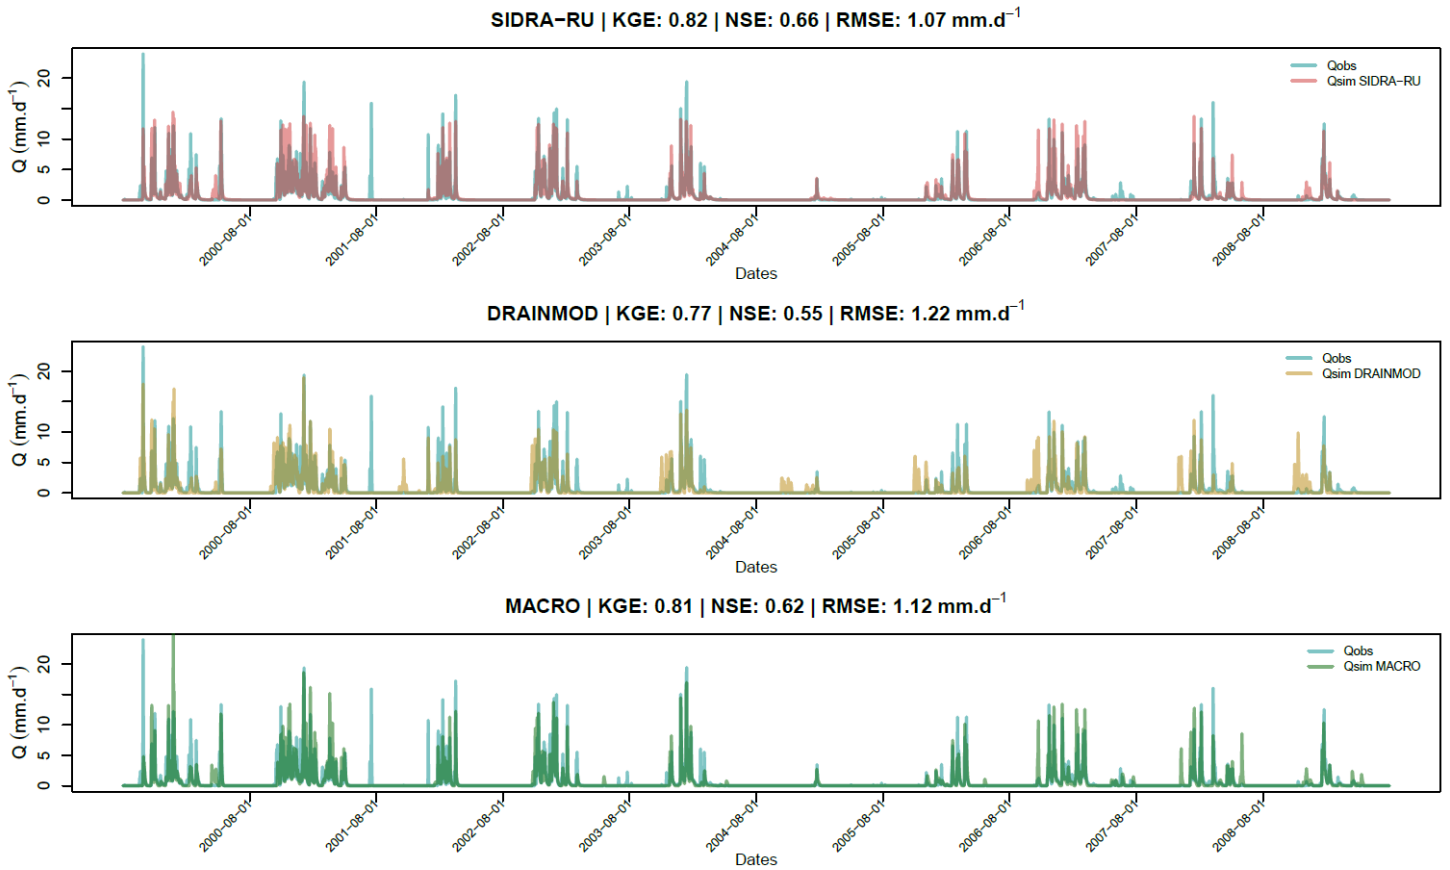 SIDRA−RU | KGE: 0.82 | NSE: 0.66 | RMSE: 1.07 mm.d−1
Q (mm.d−1)
20
10
5
0
Qobs
Qsim SIDRA−RU
2000−08−01
2001−08−01
2002−08−01
2003−08−01
2004−08−01
2005−08−01
2006−08−01
2007−08−01
2008−08−01
Dates
DRAINMOD | KGE: 0.77 | NSE: 0.55 | RMSE: 1.22 mm.d−1
Q (mm.d−1)
20
10
5
0
Qobs
Qsim DRAINMOD
2000−08−01
2001−08−01
2002−08−01
2003−08−01
2004−08−01
2005−08−01
2006−08−01
2007−08−01
2008−08−01
Dates
MACRO | KGE: 0.81 | NSE: 0.62 | RMSE: 1.12 mm.d−1
Q (mm.d−1)
20
10
5
0
Qobs
Qsim MACRO
2000−08−01
2001−08−01
2002−08−01
2003−08−01
2004−08−01
2005−08−01
2006−08−01
2007−08−01
2008−08−01
Dates